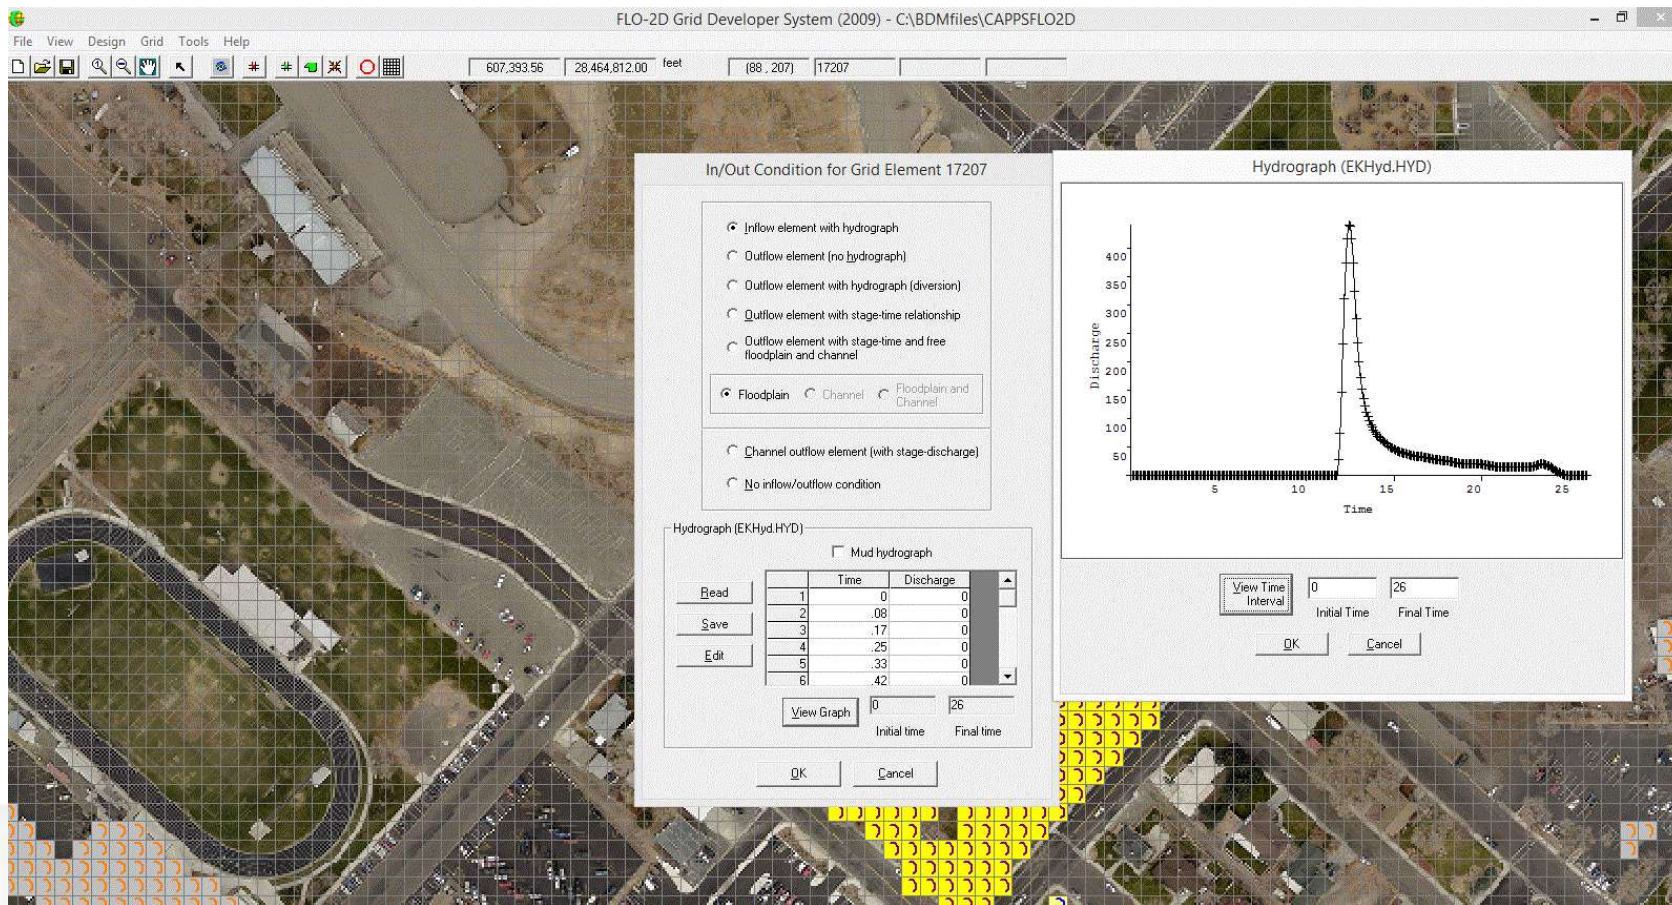 FLO-2D Grid Developer System (2009) - C:\BDMfiles\CAPPSFLO2D
File View Design Grid Tools Help
607,393.56 28,464,812.00 feet (88 , 207) 17207
In/Out Condition for Grid Element 17207
Inflow element with hydrograph
Outflow element (no hydrograph)
Outflow element with hydrograph (diversion)
Outflow element with stage-time relationship
Outflow element with stage-time and free
floodplain and channel
Floodplain Channel Floodplain and
Channel
Channel outflow element (with stage-discharge)
No inflow/outflow condition
Hydrograph (EKHyd.HYD)
Mud hydrograph
Read
Save
Edit
Time Discharge
1 0 0
2 .08 0
3 .17 0
4 .25 0
5 .33 0
6 .42 0
View Graph 0 26
Initial time Final time
OK Cancel
Hydrograph (EKHyd.HYD)
Discharge
400
350
300
250
200
150
100
50
5 10 15 20 25
Time
View Time
Interval
0 26
Initial Time Final Time
OK Cancel